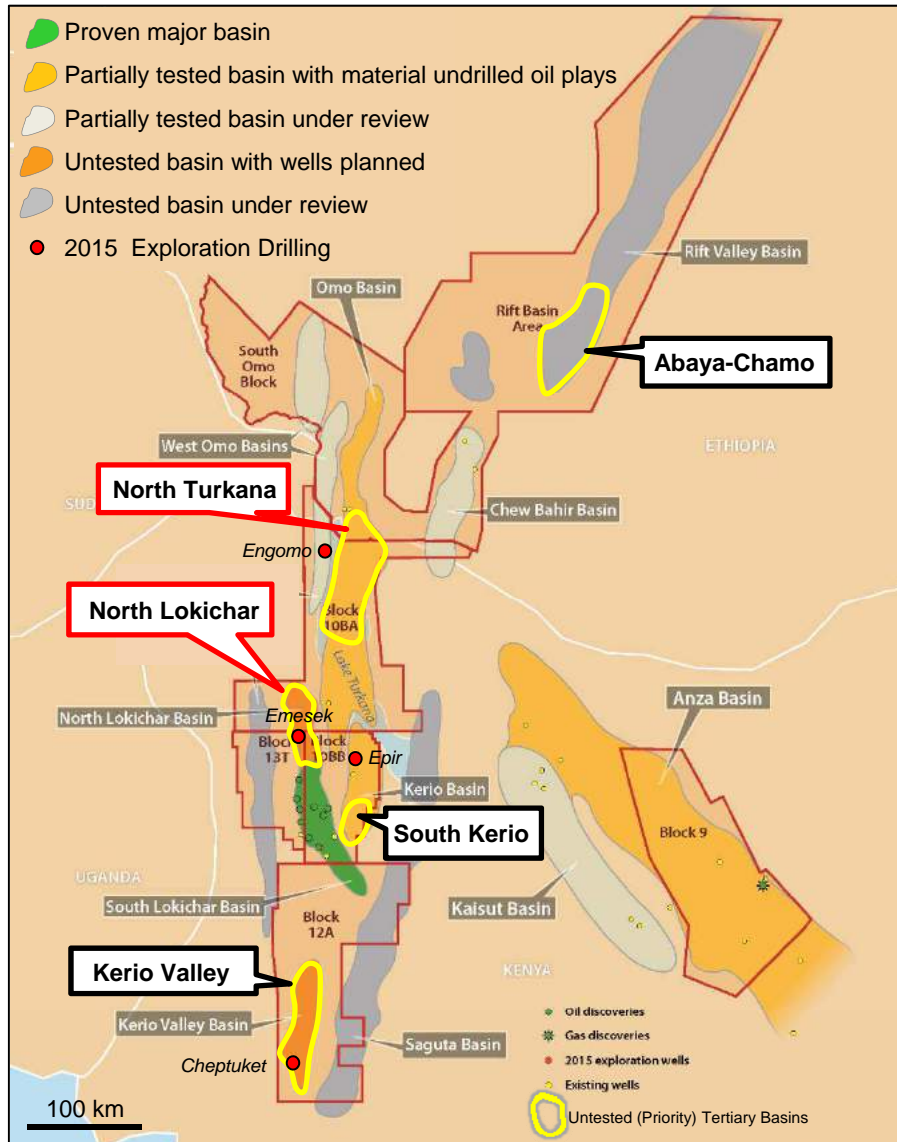 Proven major basin
Partially tested basin with material undrilled oil plays
Partially tested basin under review
Untested basin with wells planned
Untested basin under review
2015 Exploration Drilling
Rift Valley Basin
Omo Basin
Rift Basin
Area
South
Omo
Block
Abaya-Chamo
West Omo Basins
ETHIOPIA
North Turkana
SUD
Chew Bahir Basin
Engomo
North Lokichar
Block
10BA
Lake Turkana
North Lokichar Basin
Emesek
Anza Basin
Block
13T
Block
10BB
Epir
Kerio Basin
South Kerio
Block 9
UGANDA
South Lokichar Basin
Kaisut Basin
Block
12A
Kerio Valley
KENYA
Kerio Valley Basin
Saguta Basin
Cheptuket
Oil discoveries
Gas discoveries
2015 exploration wells
Existing wells
Untested (Priority) Tertiary Basins
100 km